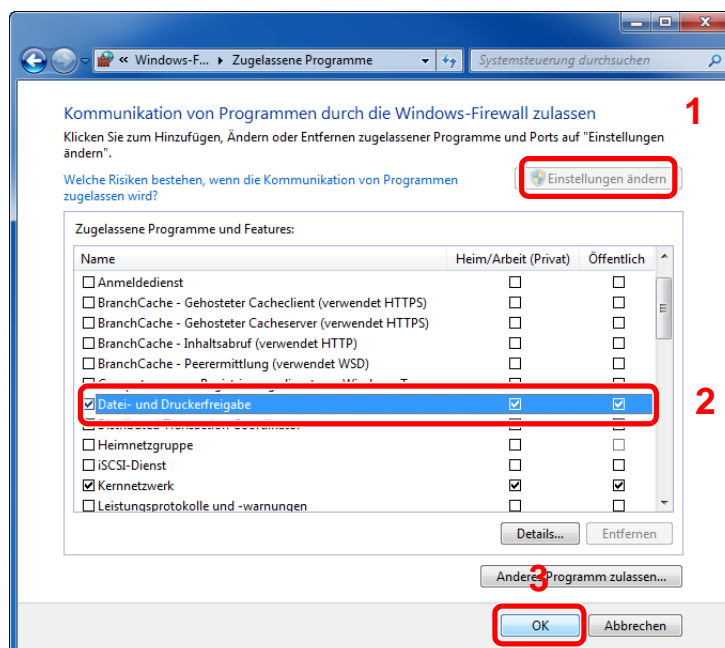 « Windows-F... Zugelassene Programme Systemsteuerung durchsuchen
Kommunikation von Programmen durch die Windows-Firewall zulassen 1
Klicken Sie zum Hinzufügen, Ändern oder Entfernen zugelassener Programme und Ports auf "Einstellungen
ändern".
Welche Risiken bestehen, wenn die Kommunikation von Programmen
zugelassen wird?
Einstellungen ändern
Zugelassene Programme und Features:
Name Heim/Arbeit (Privat) Öffentlich
Anmeldedienst
BranchCache - Gehosteter Cacheclient (verwendet HTTPS)
BranchCache - Gehosteter Cacheserver (verwendet HTTPS)
BranchCache - Inhaltsabruf (verwendet HTTP)
BranchCache - Peerermittlung (verwendet WSD)
Datei- und Druckerfreigabe 2
Heimnetzgruppe
iSCSI-Dienst
Kernnetzwerk
Leistungsprotokolle und -warnungen
Details... Entfernen
Anderes Programm zulassen...
3
OK Abbrechen